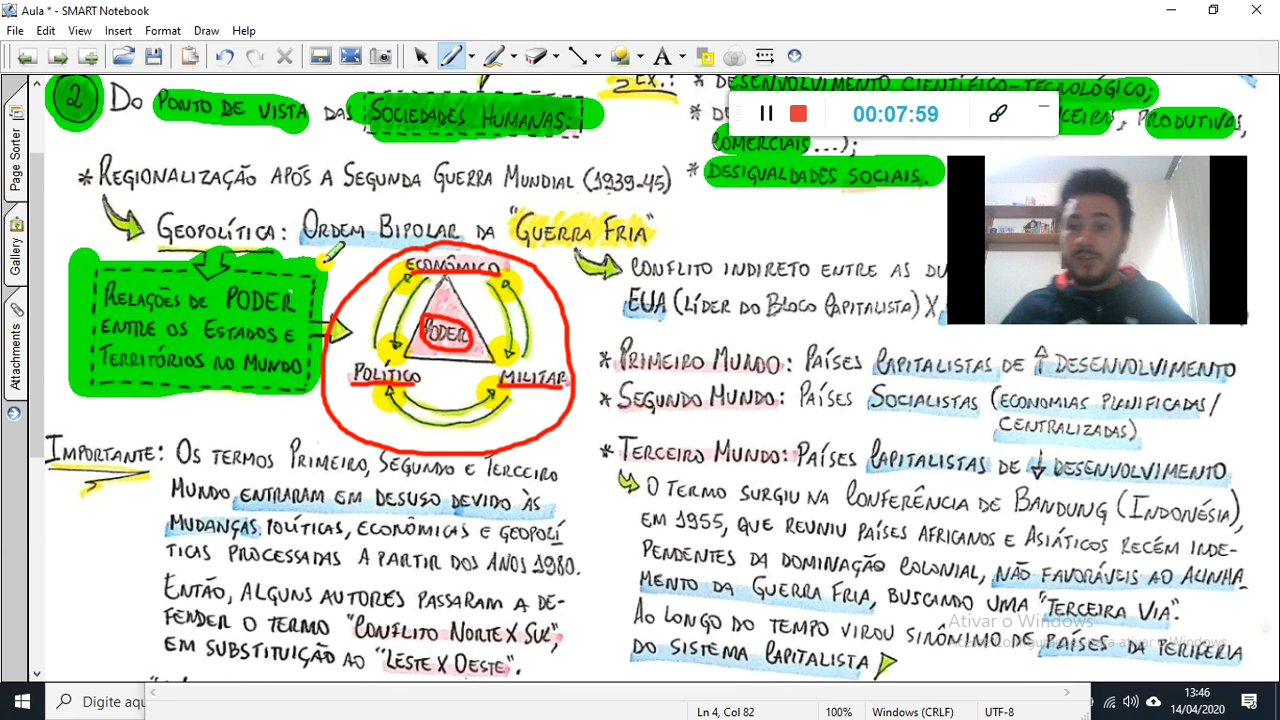 Aula * - SMART Notebook
File Edit View Insert Format Draw Help
Page Sorter
Gallery
Attachments
00:07:59
2 DO PONTO DE VISTA DAS SOCIEDADES HUMANAS:
* REGIONALIZAÇÃO APÓS A SEGUNDA GUERRA MUNDIAL (1939-45)
GEOPOLÍTICA: ORDEM BIPOLAR DA "GUERRA FRIA"
RELAÇÕES DE PODER
ENTRE OS ESTADOS E
TERRITÓRIOS NO MUNDO
ECONÔMICO
PODER
POLÍTICO
MILITAR
IMPORTANTE: OS TERMOS PRIMEIRO, SEGUNDO E TERCEIRO
MUNDO ENTRARAM EM DESUSO DEVIDO ÀS
MUDANÇAS POLÍTICAS, ECONÔMICAS E GEOPOLÍ
TICAS PROCESSADAS A PARTIR DOS ANOS 1980.
ENTÃO, ALGUNS AUTORES PASSARAM A DE-
FENDER O TERMO "CONFLITO NORTE X SUL",
EM SUBSTITUIÇÃO AO "LESTE X OESTE".
EX.: * DESENVOLVIMENTO CIENTÍFICO-TECNOLÓGICO;
* PRODUTIVAS,
COMERCIAIS...);
* DESIGUALDADES SOCIAIS.
CONFLITO INDIRETO ENTRE AS
EUA (LÍDER DO BLOCO CAPITALISTA) X
* PRIMEIRO MUNDO: PAÍSES CAPITALISTAS DE ↑ DESENVOLVIMENTO
* SEGUNDO MUNDO: PAÍSES SOCIALISTAS (ECONOMIAS PLANIFICADAS/
CENTRALIZADAS)
* TERCEIRO MUNDO: PAÍSES CAPITALISTAS DE ↓ DESENVOLVIMENTO
O TERMO SURGIU NA CONFERÊNCIA DE BANDUNG (INDONÉSIA),
EM 1955, QUE REUNIU PAÍSES AFRICANOS E ASIÁTICOS RECÉM INDE-
PENDENTES DA DOMINAÇÃO COLONIAL, NÃO FAVORÁVEIS AO ALINHA
MENTO DA GUERRA FRIA, BUSCANDO UMA "TERCEIRA VIA".
AO LONGO DO TEMPO VIROU SINÔNIMO DE PAÍSES DA PERIFERIA
DO SISTEMA CAPITALISTA
Ativar o Windows
Digite aqu
Ln 4, Col 82 100% Windows (CRLF) UTF-8
13:46
14/04/2020